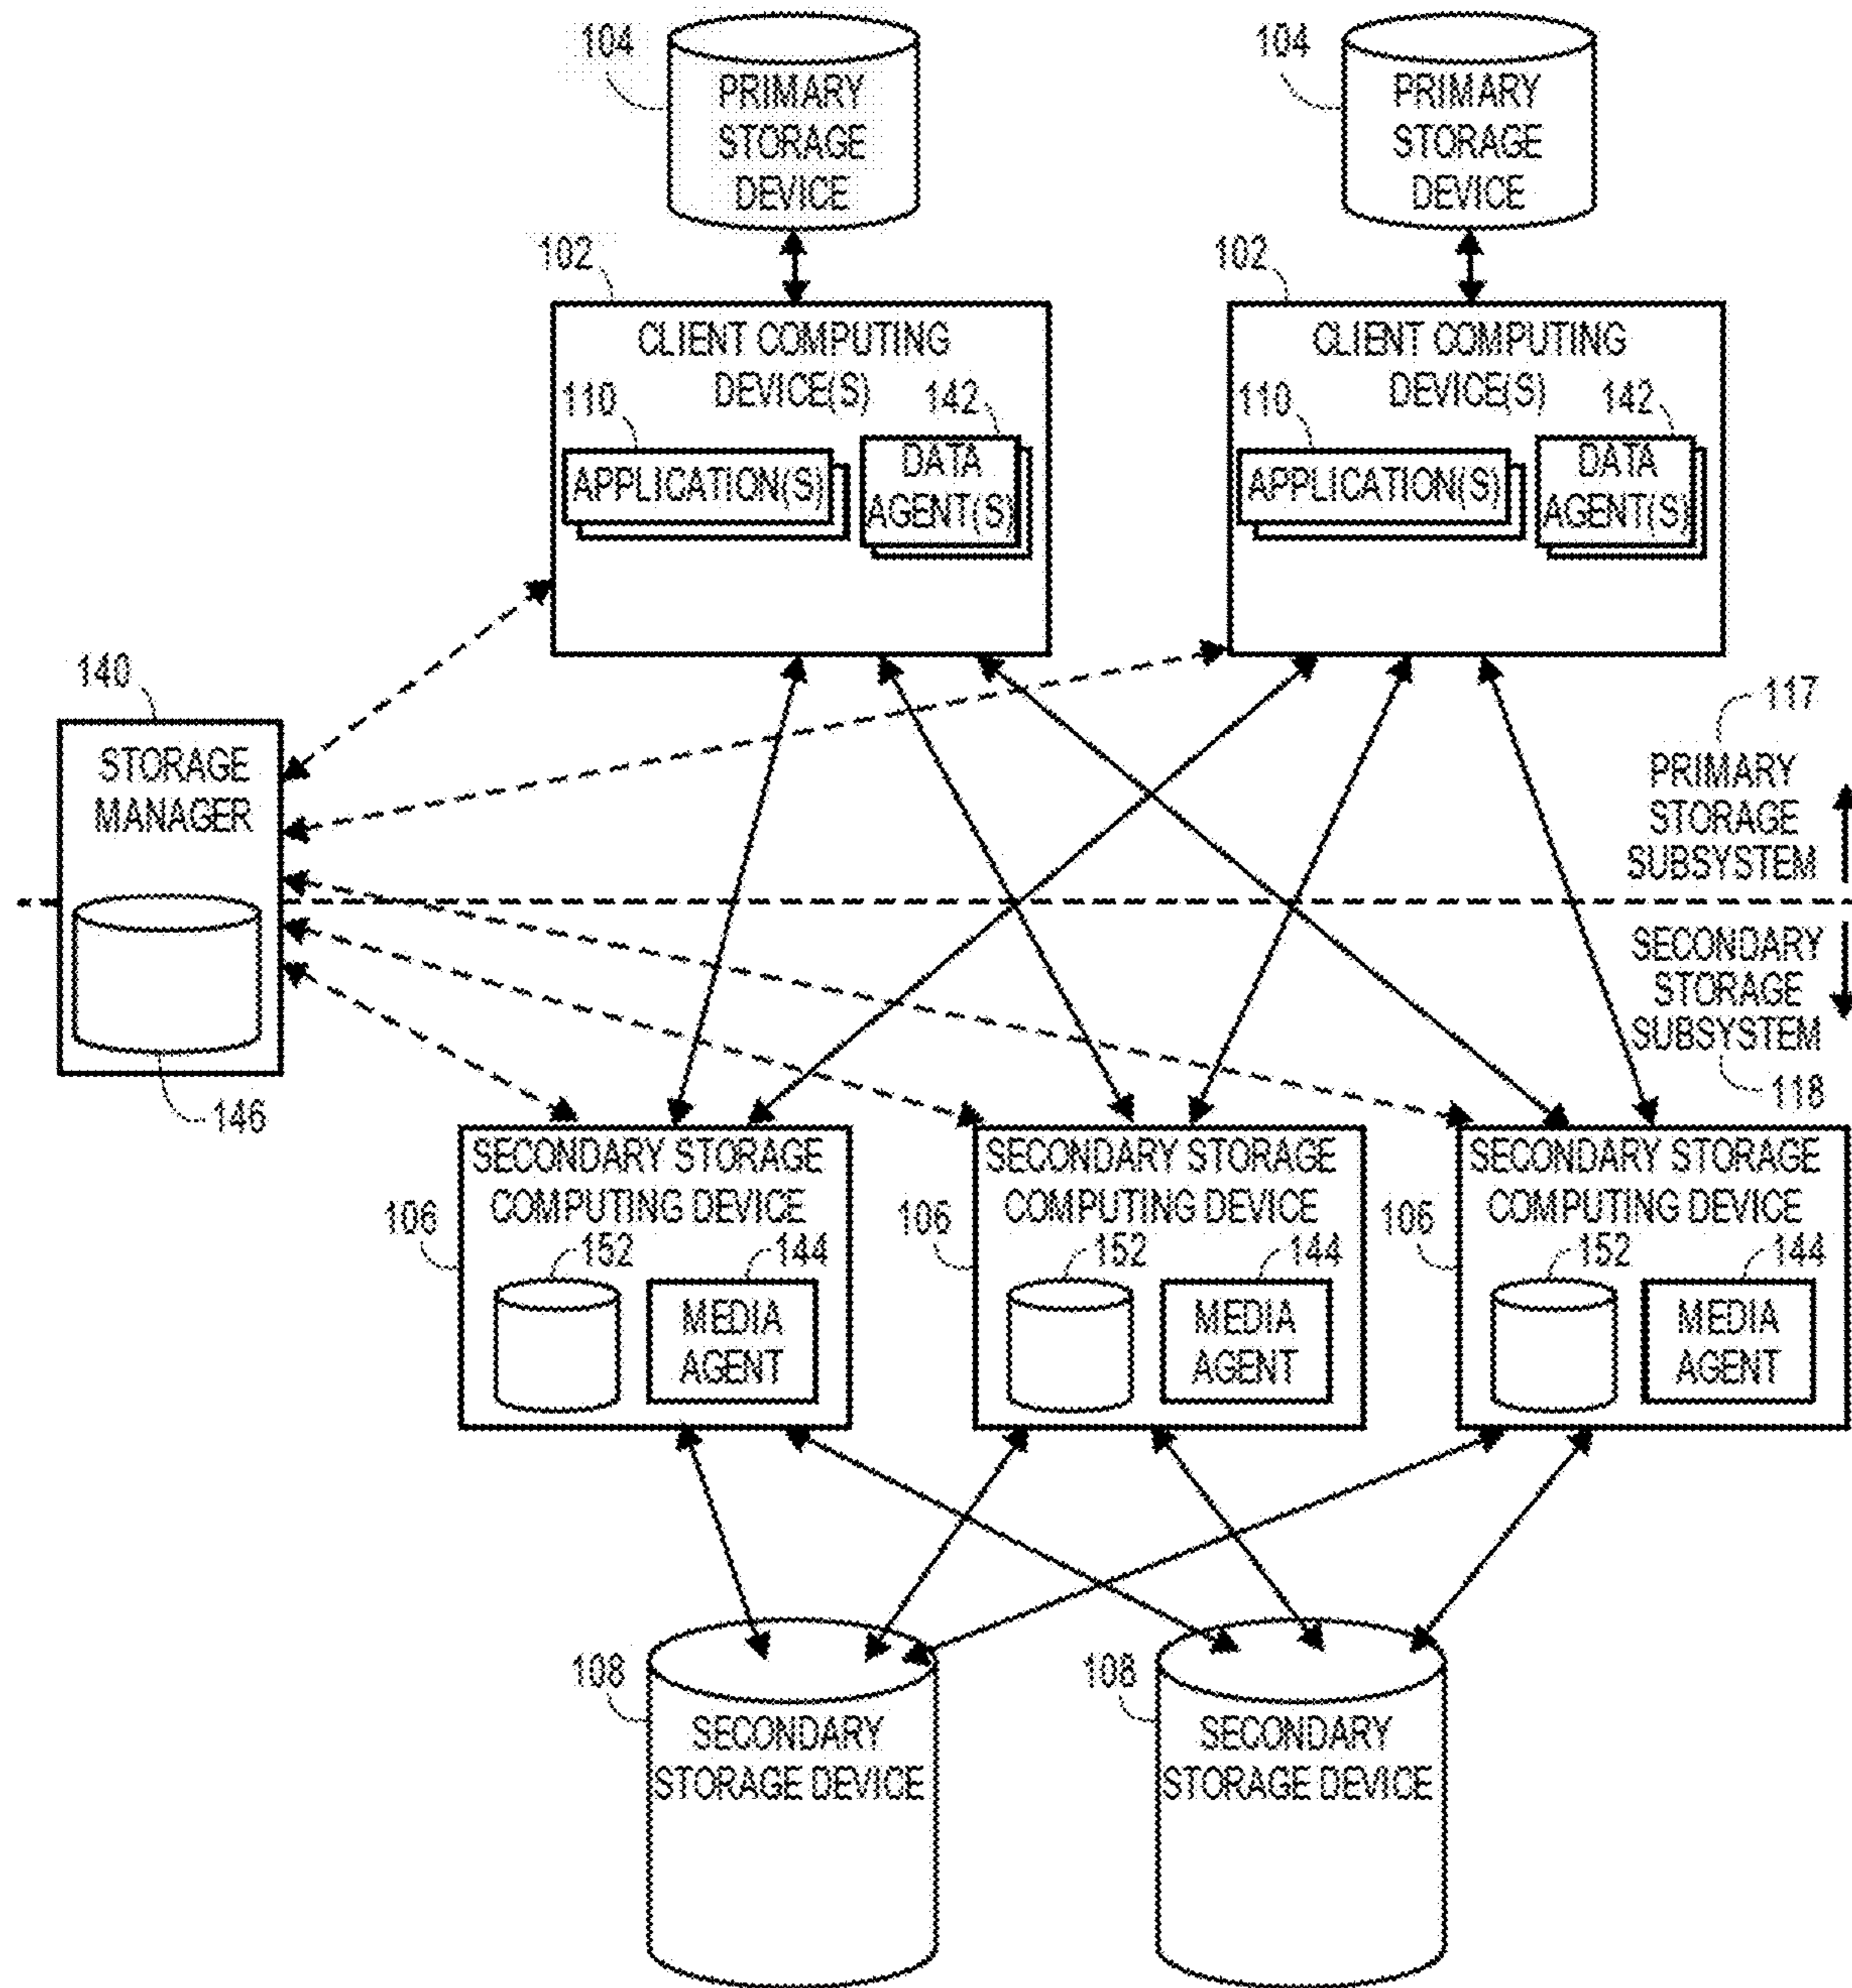 104
PRIMARY
STORAGE
DEVICE
104
PRIMARY
STORAGE
DEVICE
102
CLIENT COMPUTING
DEVICE(S)
110
142
APPLICATION(S)
DATA
AGENT(S)
102
CLIENT COMPUTING
DEVICE(S)
110
142
APPLICATION(S)
DATA
AGENT(S)
140
STORAGE
MANAGER
146
117
PRIMARY
STORAGE
SUBSYSTEM
SECONDARY
STORAGE
SUBSYSTEM
118
106
SECONDARY STORAGE
COMPUTING DEVICE
152
144
MEDIA
AGENT
106
SECONDARY STORAGE
COMPUTING DEVICE
152
144
MEDIA
AGENT
106
SECONDARY STORAGE
COMPUTING DEVICE
152
144
MEDIA
AGENT
108
SECONDARY
STORAGE DEVICE
108
SECONDARY
STORAGE DEVICE